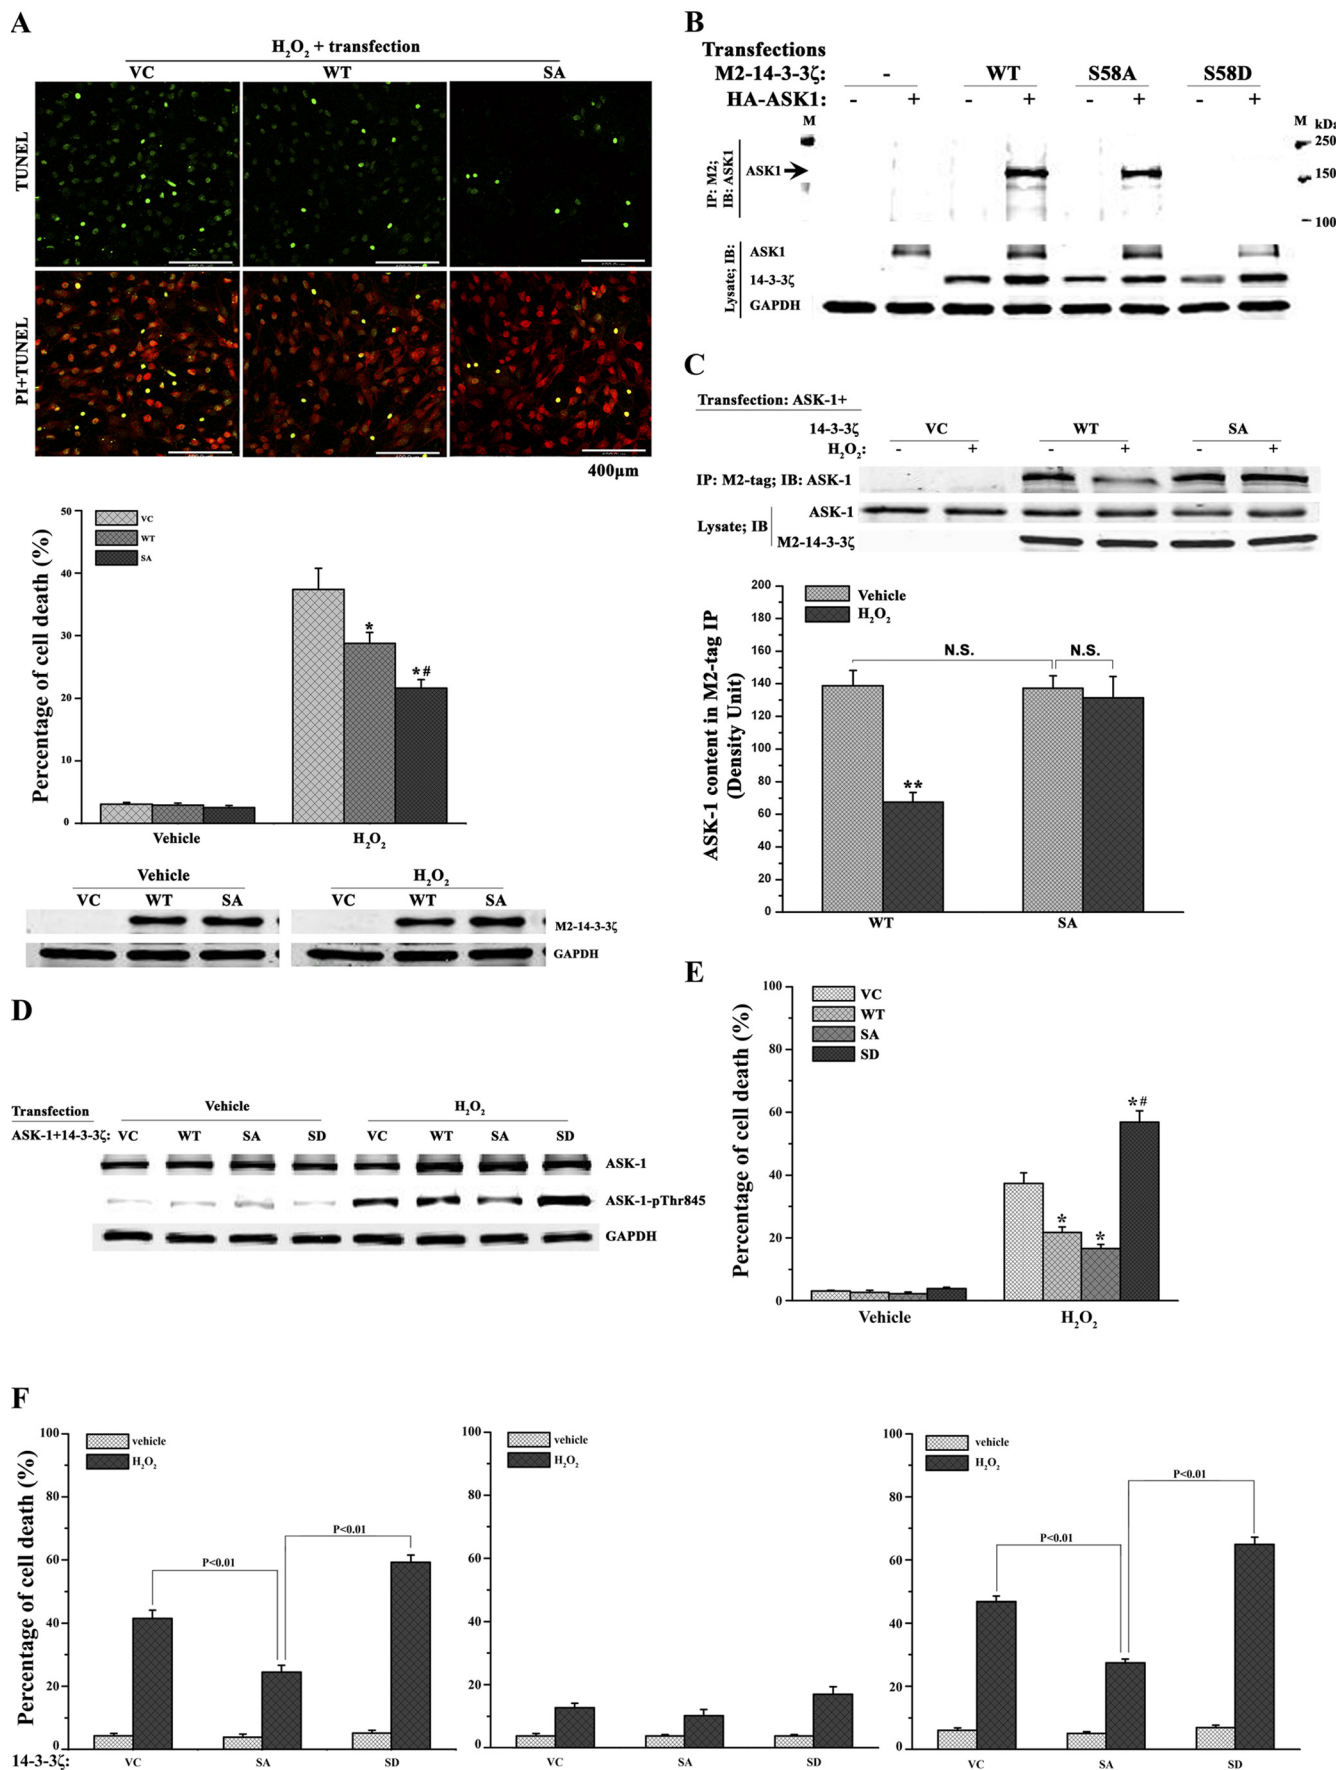 A
H₂O₂ + transfection
VC WT SA
TUNEL
PI+TUNEL
400μm
50
40
30
20
10
0
VC
WT
SA
* *#
Percentage of cell death (%)
Vehicle H₂O₂
Vehicle H₂O₂
VC WT SA VC WT SA
M2-14-3-3ζ
GAPDH
B
Transfections
M2-14-3-3ζ: - WT S58A S58D
HA-ASK1: - + - + - + - +
M M kDa
IP: M2;
IB: ASK1
ASK1
250
150
100
Lysate; IB:
ASK1
14-3-3ζ
GAPDH
C
Transfection: ASK-1+
14-3-3ζ VC WT SA
H₂O₂: - + - + - +
IP: M2-tag; IB: ASK-1
Lysate; IB
ASK-1
M2-14-3-3ζ
200
180
160
140
120
100
80
60
40
20
0
Vehicle
H₂O₂
N.S. N.S.
**
ASK-1 content in M2-tag IP
(Density Unit)
WT SA
D
Transfection Vehicle H₂O₂
ASK-1+14-3-3ζ: VC WT SA SD VC WT SA SD
ASK-1
ASK-1-pThr845
GAPDH
E
100
80
60
40
20
0
VC
WT
SA
SD
* * *#
Percentage of cell death (%)
Vehicle H₂O₂
F
Percentage of cell death (%)
100
80
60
40
20
0
vehicle
H₂O₂
P<0.01
P<0.01
14-3-3ζ: VC SA SD
100
80
60
40
20
0
vehicle
H₂O₂
VC SA SD
100
80
60
40
20
0
vehicle
H₂O₂
P<0.01
P<0.01
VC SA SD